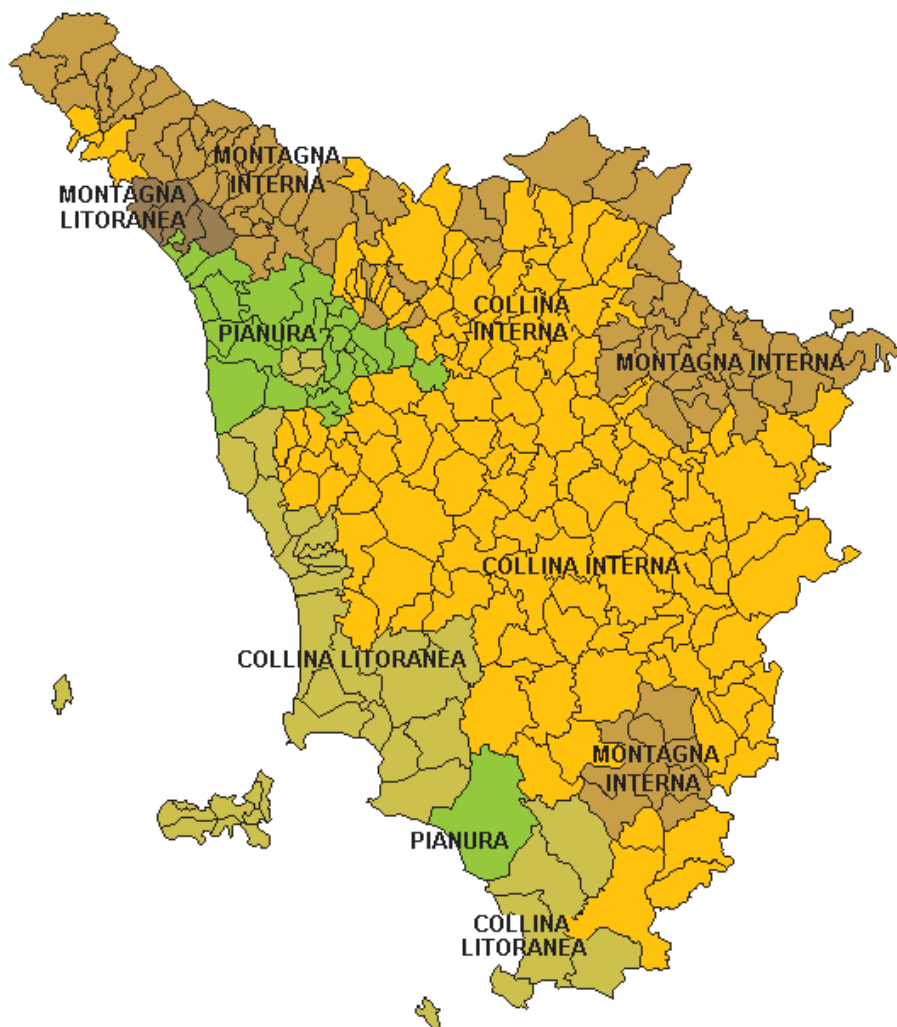 MONTAGNA
INTERNA
MONTAGNA
LITORANEA
COLLINA
INTERNA
PIANURA
MONTAGNA INTERNA
COLLINA INTERNA
COLLINA LITORANEA
MONTAGNA
INTERNA
PIANURA
COLLINA
LITORANEA